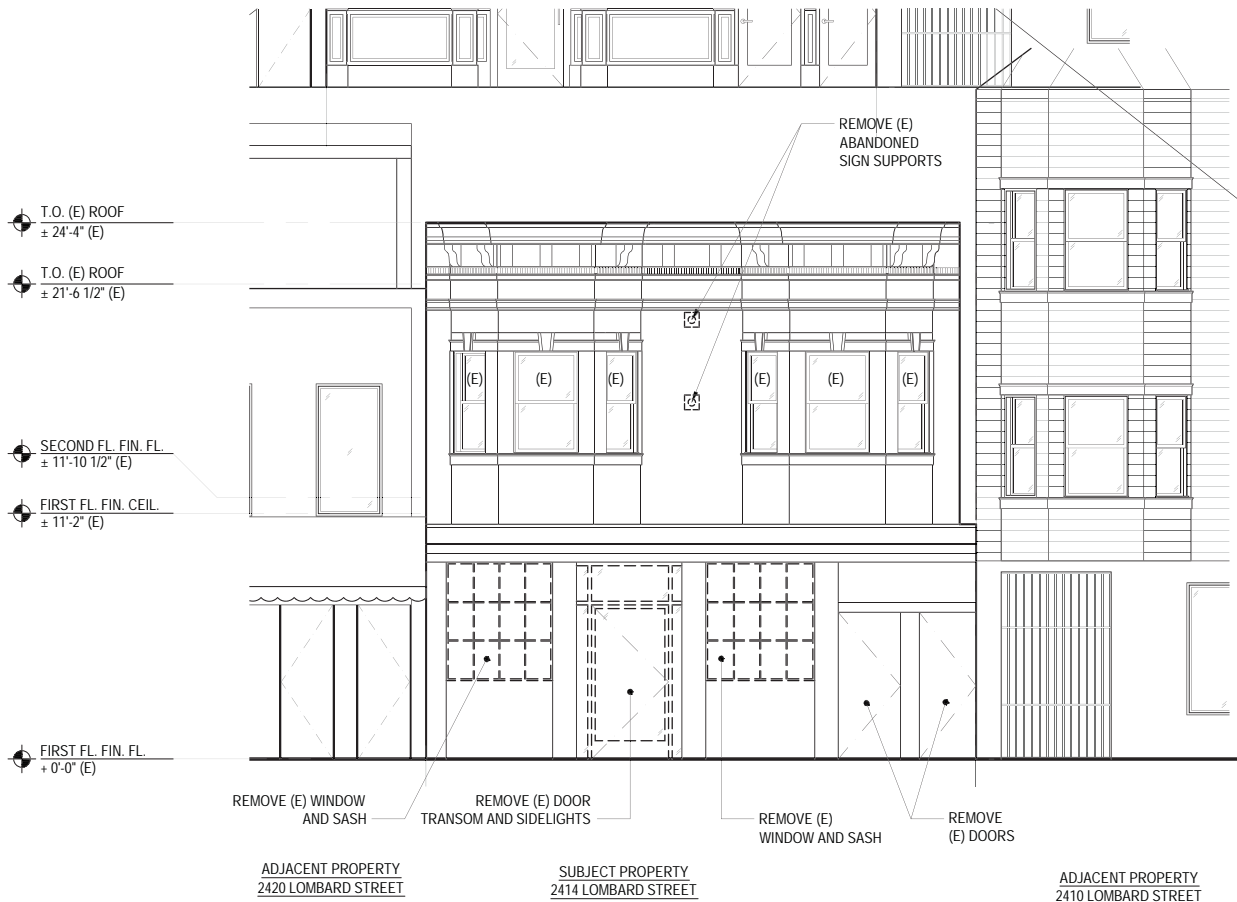 REMOVE (E)
ABANDONED
SIGN SUPPORTS
T.O. (E) ROOF
± 24'-4" (E)
T.O. (E) ROOF
± 21'-6 1/2" (E)
(E) (E) (E) (E) (E) (E)
SECOND FL. FIN. FL.
± 11'-10 1/2" (E)
FIRST FL. FIN. CEIL.
± 11'-2" (E)
FIRST FL. FIN. FL.
+ 0'-0" (E)
REMOVE (E) WINDOW
AND SASH
REMOVE (E) DOOR
TRANSOM AND SIDELIGHTS
REMOVE (E)
WINDOW AND SASH
REMOVE
(E) DOORS
ADJACENT PROPERTY
2420 LOMBARD STREET
SUBJECT PROPERTY
2414 LOMBARD STREET
ADJACENT PROPERTY
2410 LOMBARD STREET